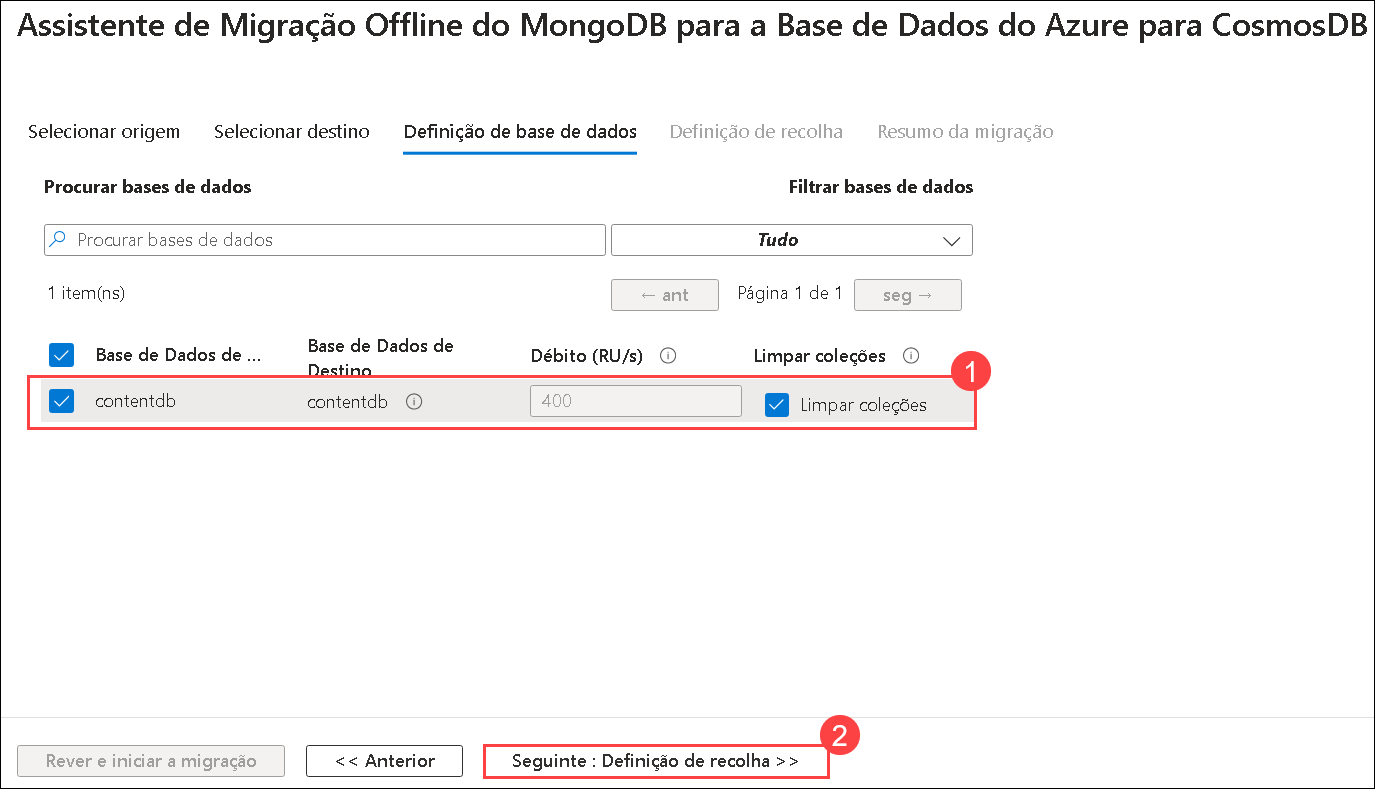 Assistente de Migração Offline do MongoDB para a Base de Dados do Azure para CosmosDB
Selecionar origem Selecionar destino Definição de base de dados Definição de recolha Resumo da migração
Procurar bases de dados Filtrar bases de dados
Procurar bases de dados Tudo
1 item(ns) ← ant Página 1 de 1 seg →
Base de Dados de ... Base de Dados de Destino Débito (RU/s) Limpar coleções
1
contentdb contentdb 400 Limpar coleções
2
Rever e iniciar a migração << Anterior Seguinte : Definição de recolha >>